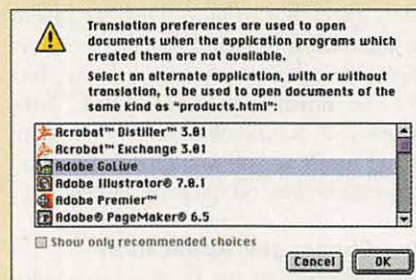 Translation preferences are used to open
documents when the application programs which
created them are not available.
Select an alternate application, with or without
translation, to be used to open documents of the
same kind as “products.html”:
Acrobat™ Distiller™ 3.01
Acrobat™ Exchange 3.01
Adobe GoLive
Adobe Illustrator® 7.0.1
Adobe Premier™
Adobe® PageMaker® 6.5
Show only recommended choices
Cancel OK